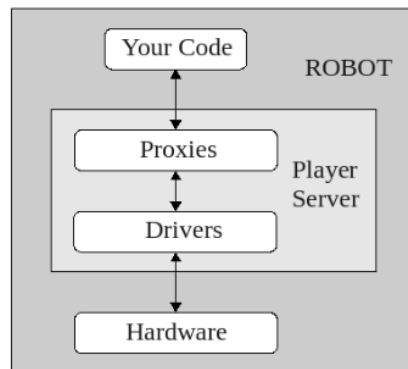 Your Code
ROBOT
Proxies
Player
Server
Drivers
Hardware